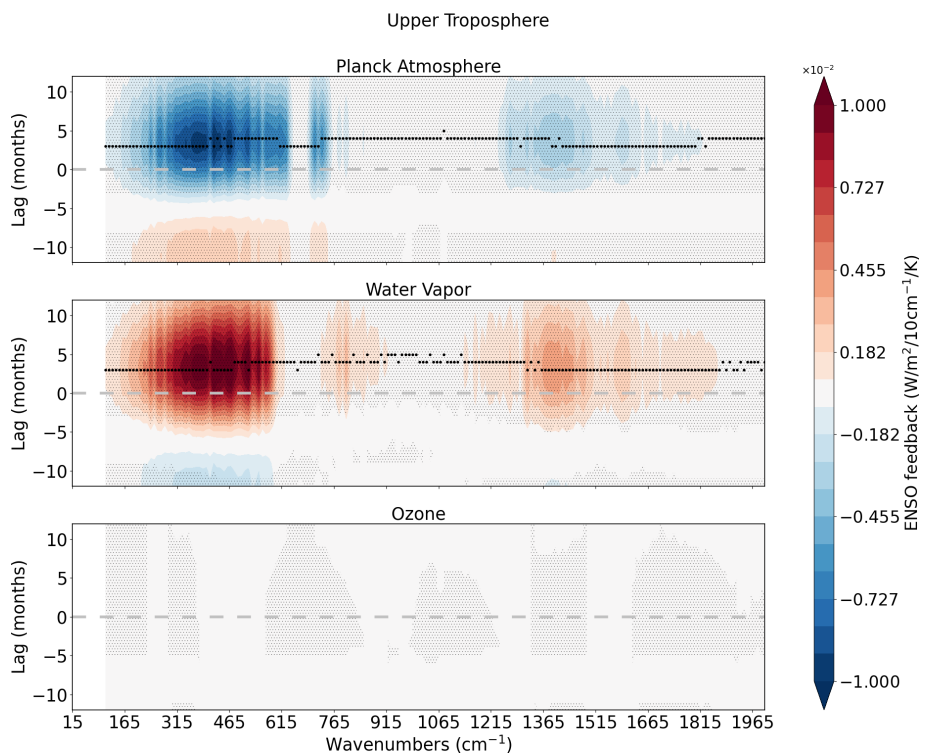 Upper Troposphere
Planck Atmosphere
×10⁻²
10
5
0
−5
−10
Lag (months)
Water Vapor
10
5
0
−5
−10
Lag (months)
Ozone
10
5
0
−5
−10
Lag (months)
15 165 315 465 615 765 915 1065 1215 1365 1515 1665 1815 1965
Wavenumbers (cm⁻¹)
1.000
0.727
0.455
0.182
−0.182
−0.455
−0.727
−1.000
ENSO feedback (W/m²/10cm⁻¹/K)